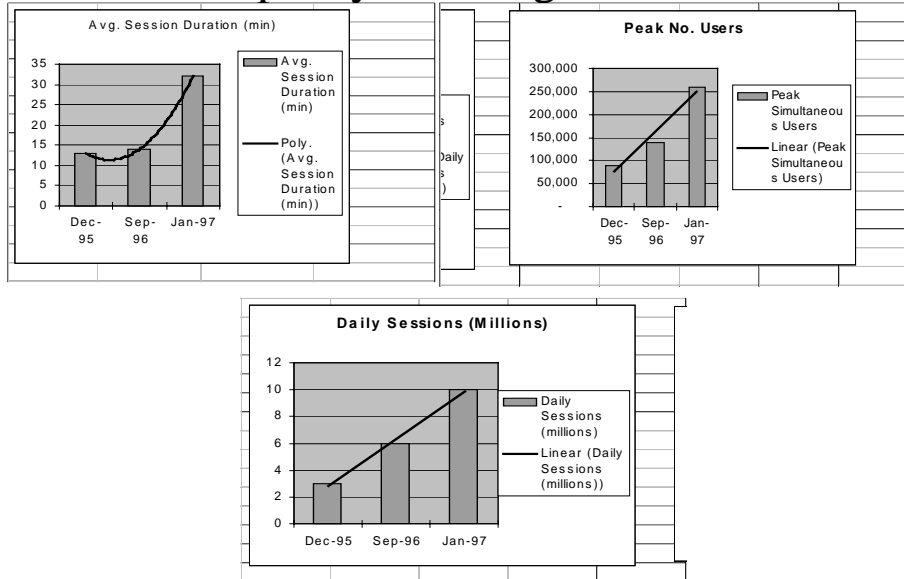 Avg. Session Duration (min)
35
30
25
20
15
10
5
0
Dec-
95
Sep-
96
Jan-97
Avg.
Session
Duration
(min)
Poly.
(Avg.
Session
Duration
(min))
s
Daily
s
)
Peak No. Users
300,000
250,000
200,000
150,000
100,000
50,000
-
Dec-
95
Sep-
96
Jan-
97
Peak
Simultaneou
s Users
Linear (Peak
Simultaneou
s Users)
Daily Sessions (Millions)
12
10
8
6
4
2
0
Dec-95
Sep-96
Jan-97
Daily
Sessions
(millions)
Linear (Daily
Sessions
(millions))